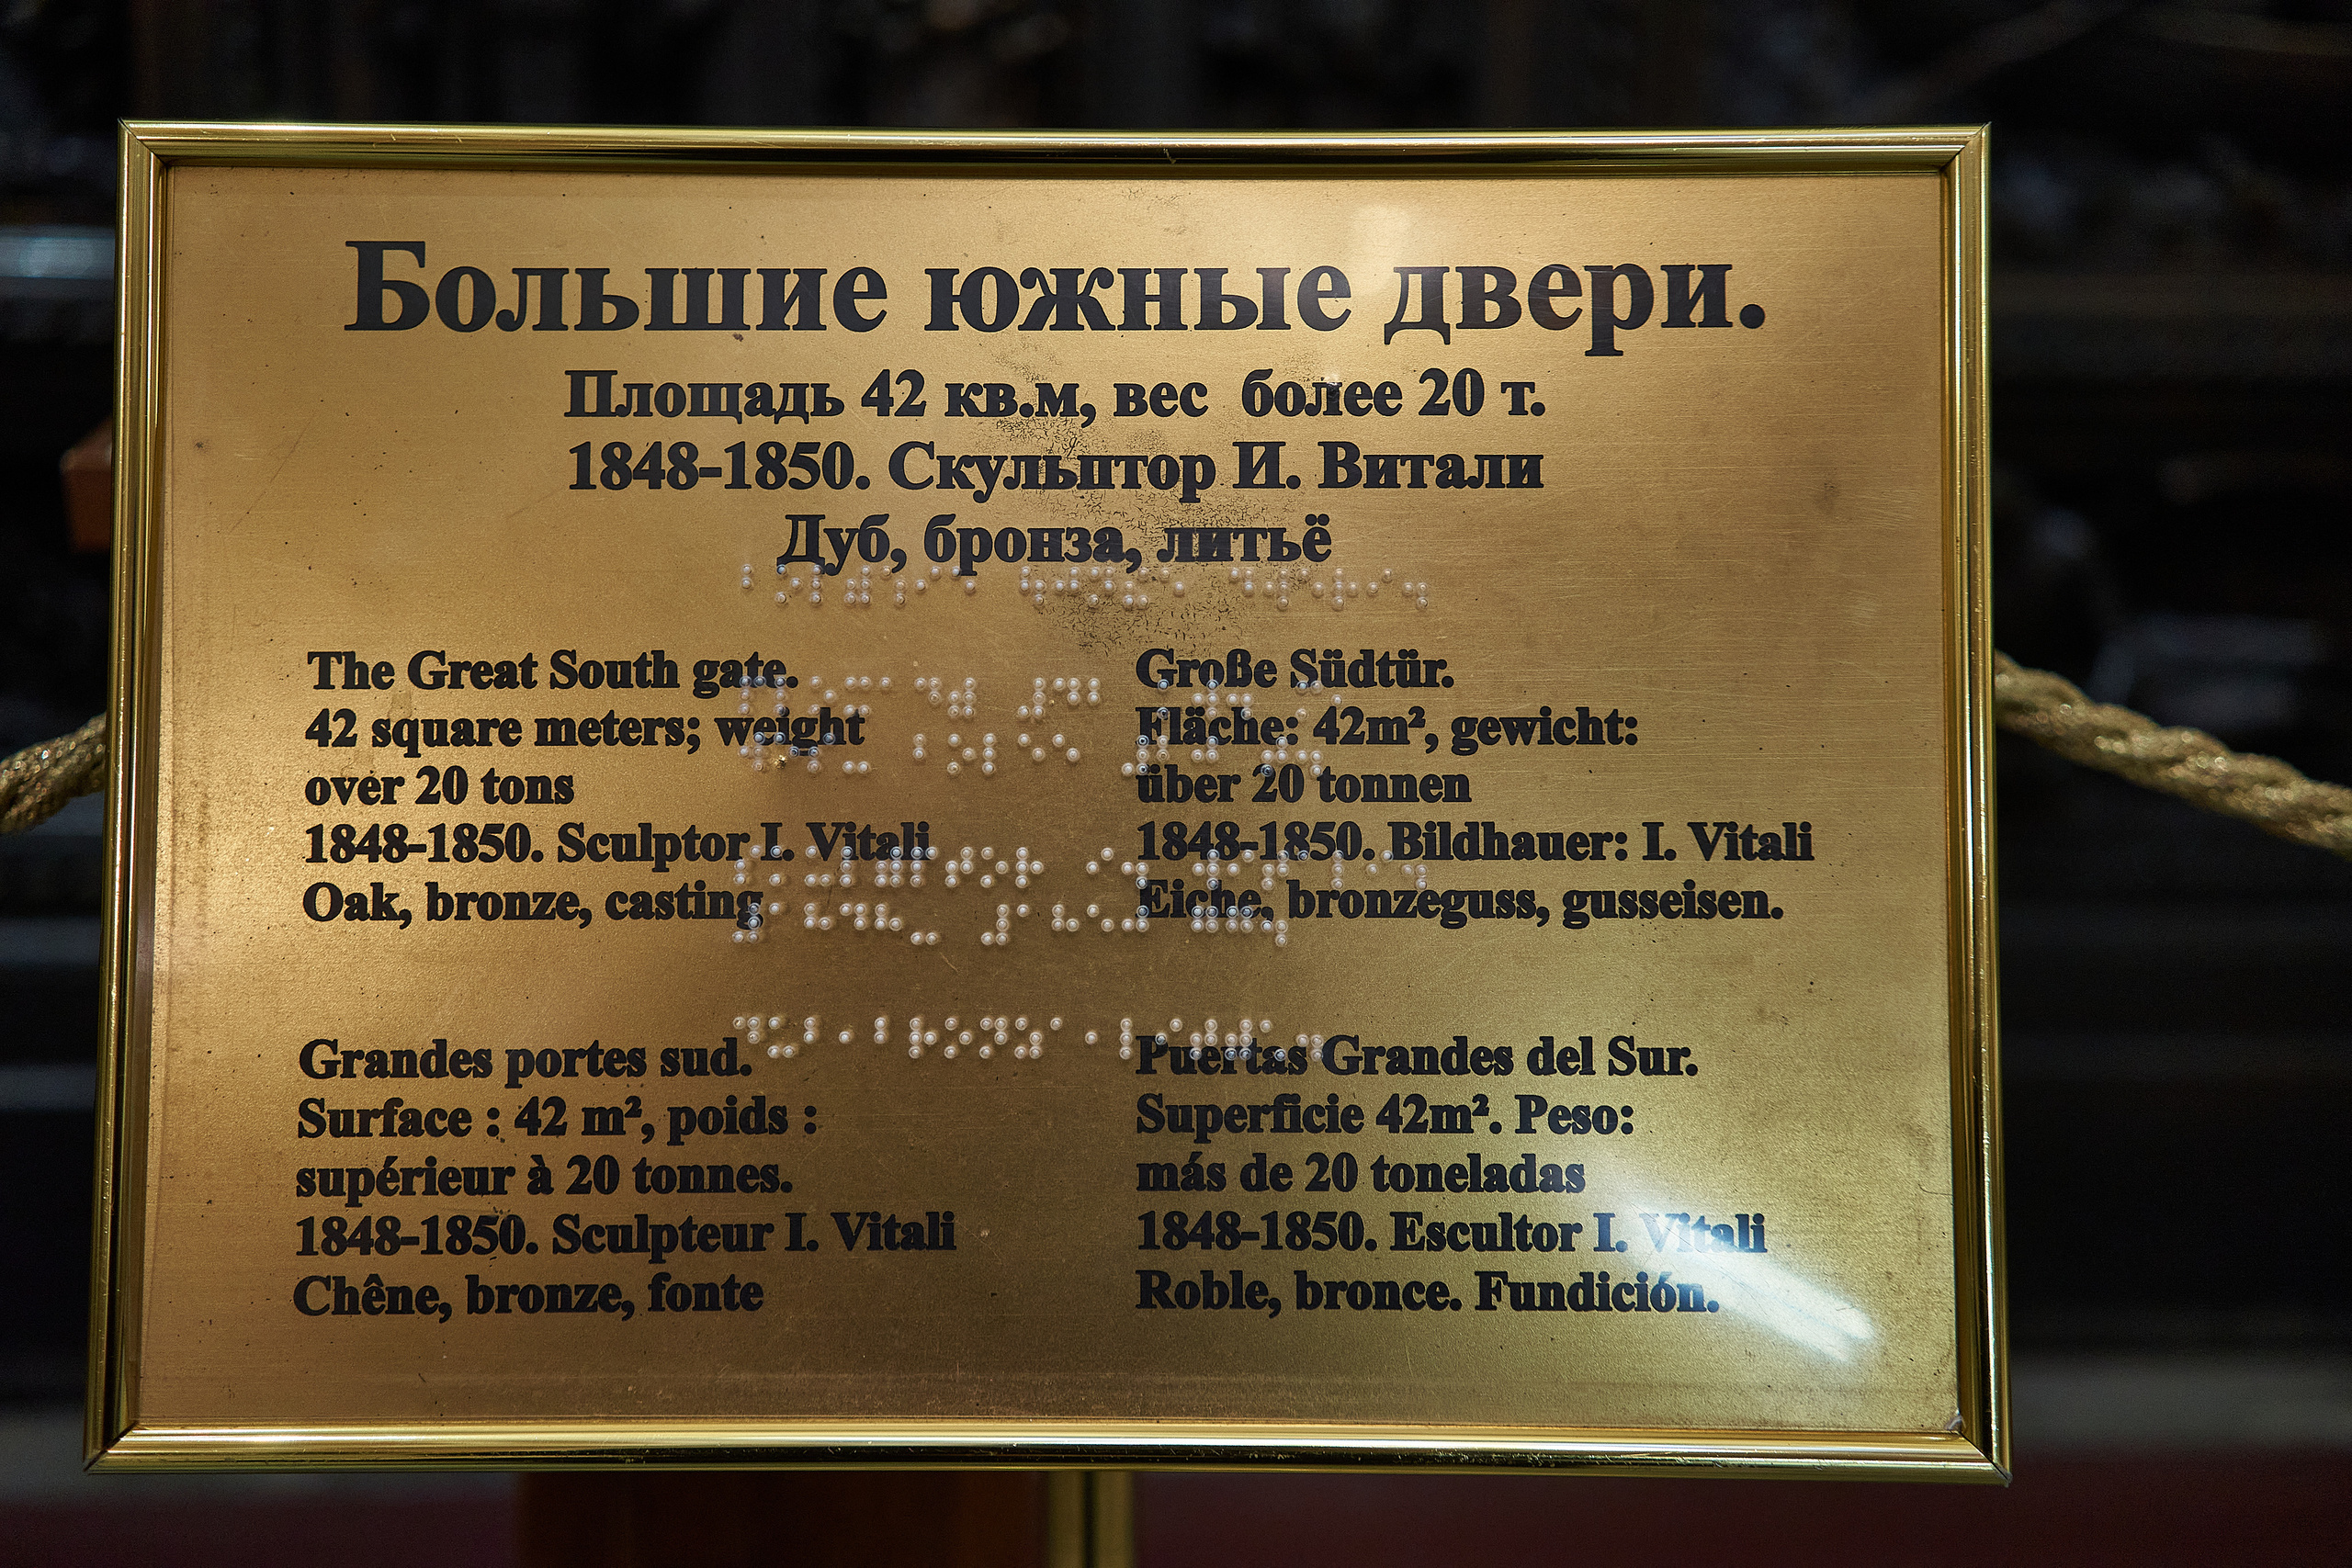 Большие южные двери.
Площадь 42 кв.м, вес более 20 т.
1848-1850. Скульптор И. Витали
Дуб, бронза, литьё
The Great South gate.
42 square meters; weight
over 20 tons
1848-1850. Sculptor I. Vitali
Oak, bronze, casting
Große Südtür.
Fläche: 42m², gewicht:
über 20 tonnen
1848-1850. Bildhauer: I. Vitali
Eiche, bronzeguss, gusseisen.
Grandes portes sud.
Surface : 42 m², poids :
supérieur à 20 tonnes.
1848-1850. Sculpteur I. Vitali
Chêne, bronze, fonte
Puertas Grandes del Sur.
Superficie 42m². Peso:
más de 20 toneladas
1848-1850. Escultor I. Vitali
Roble, bronce. Fundición.